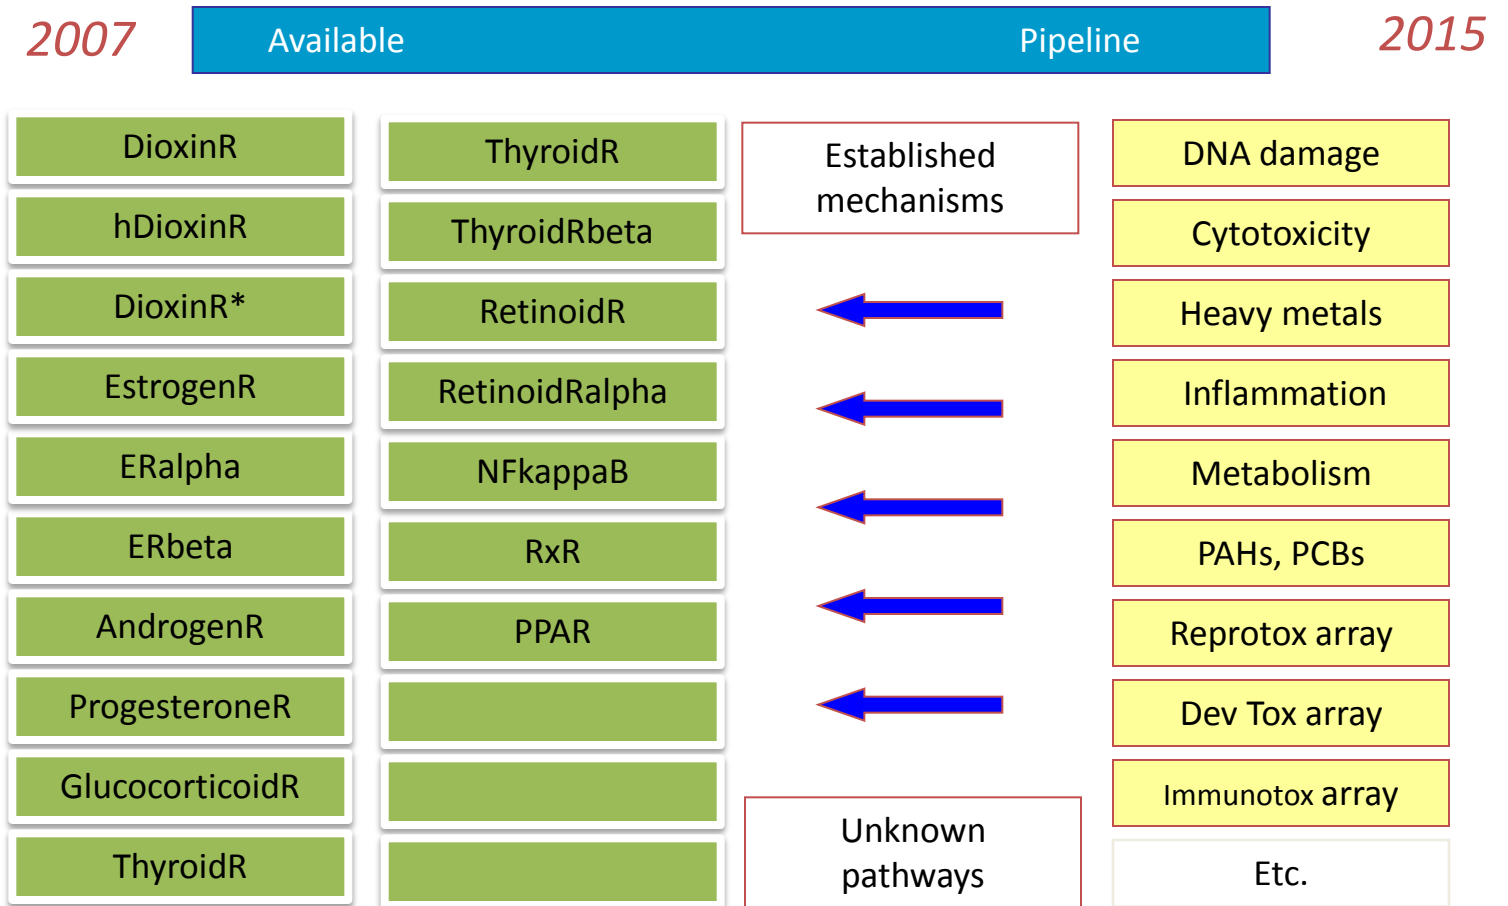 2007
Available
Pipeline
2015
DioxinR
hDioxinR
DioxinR*
EstrogenR
ERalpha
ERbeta
AndrogenR
ProgesteroneR
GlucocorticoidR
ThyroidR
ThyroidR
ThyroidRbeta
RetinoidR
RetinoidRalpha
NFkappaB
RxR
PPAR
Established
mechanisms
Unknown
pathways
DNA damage
Cytotoxicity
Heavy metals
Inflammation
Metabolism
PAHs, PCBs
Reprotox array
Dev Tox array
Immunotox array
Etc.